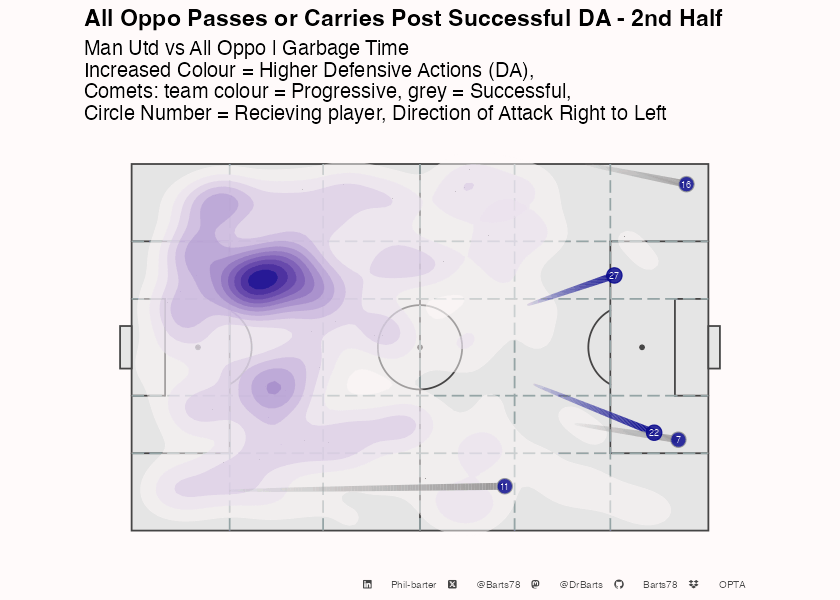 All Oppo Passes or Carries Post Successful DA - 2nd Half
Man Utd vs All Oppo | Garbage Time
Increased Colour = Higher Defensive Actions (DA),
Comets: team colour = Progressive, grey = Successful,
Circle Number = Recieving player, Direction of Attack Right to Left
16
27
22
7
11
Phil-barter @Barts78 @DrBarts Barts78 OPTA